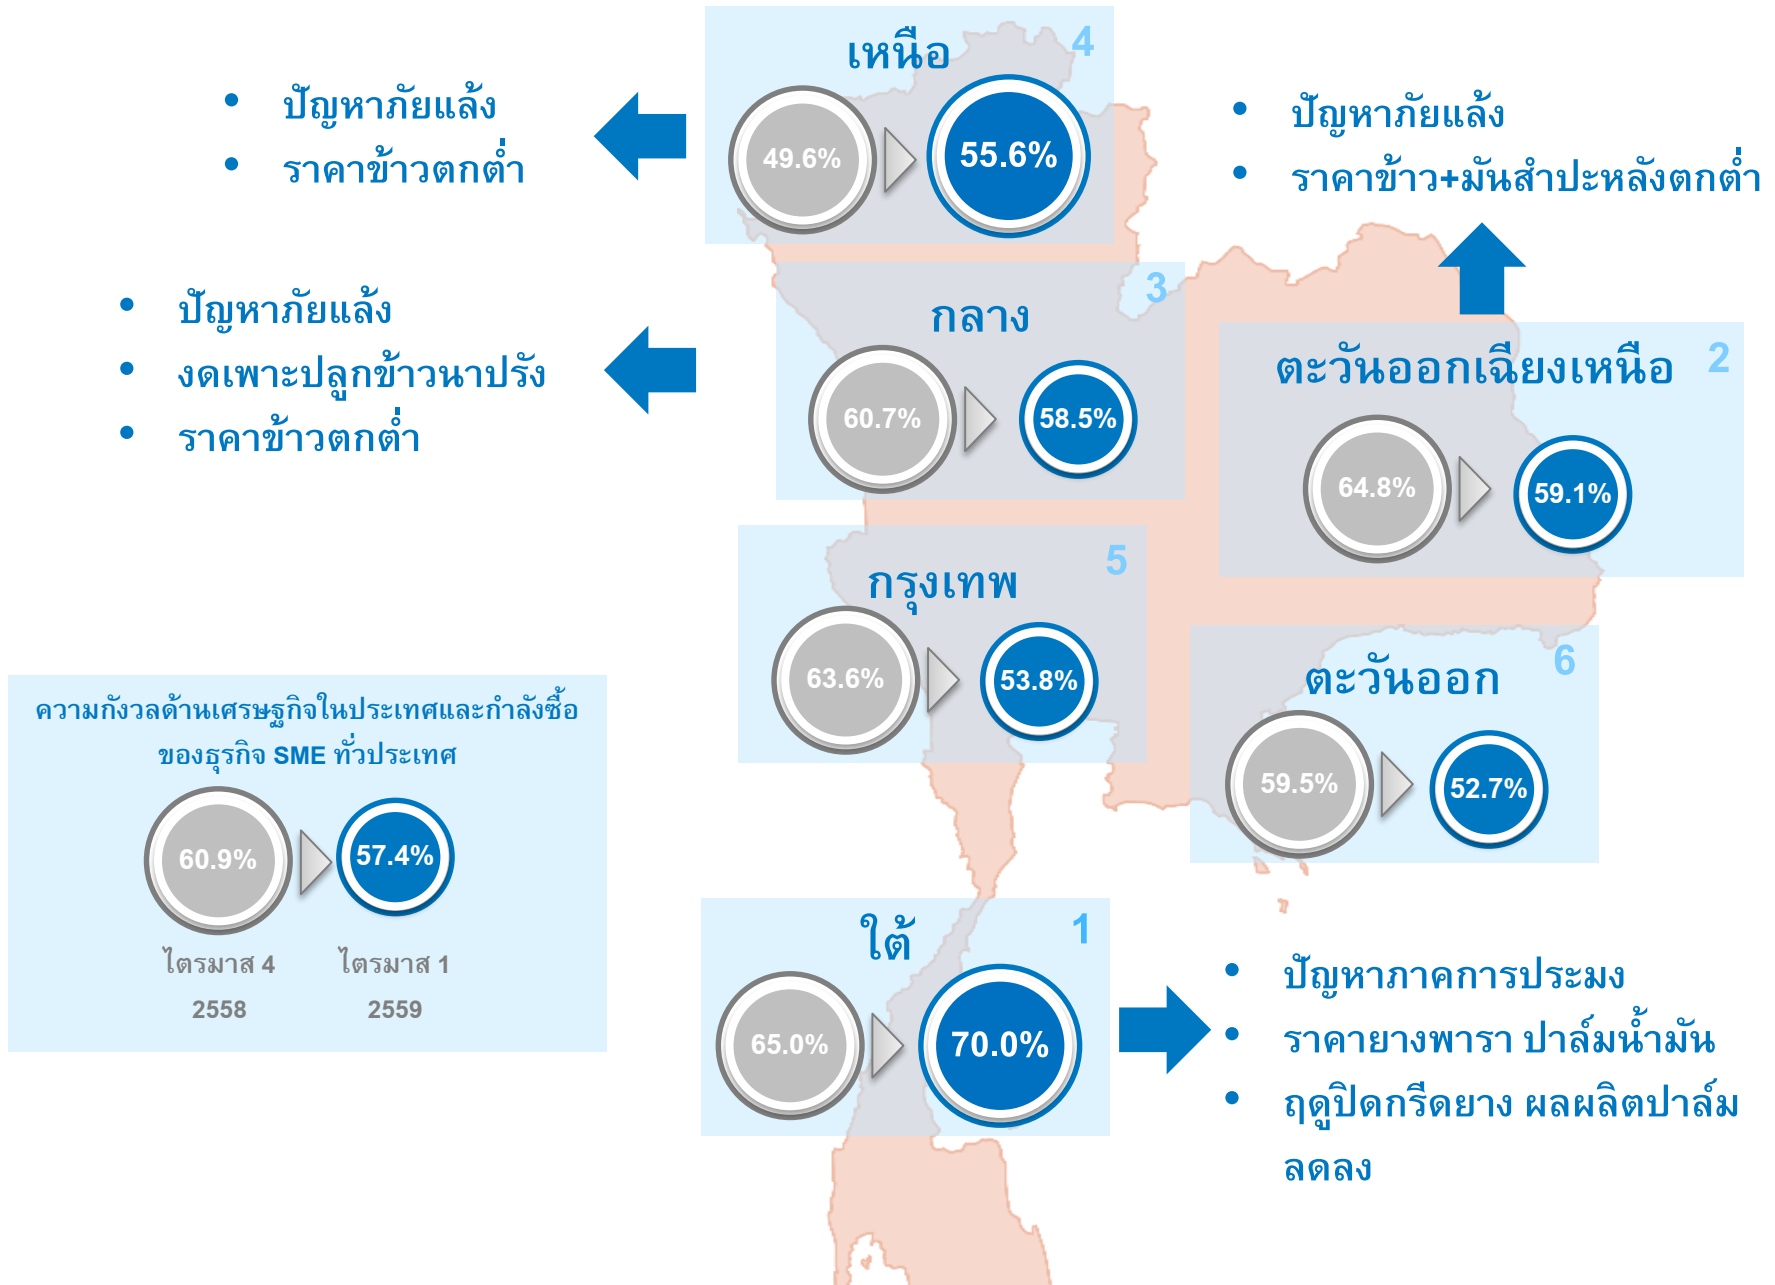 เหนือ
4
49.6%
55.6%
• ปัญหาภัยแล้ง
• ราคาข้าวตกต่ำ
• ปัญหาภัยแล้ง
• ราคาข้าว+มันสำปะหลังตกต่ำ
กลาง
3
60.7%
58.5%
• ปัญหาภัยแล้ง
• งดเพาะปลูกข้าวนาปรัง
• ราคาข้าวตกต่ำ
ตะวันออกเฉียงเหนือ
2
64.8%
59.1%
กรุงเทพ
5
63.6%
53.8%
ตะวันออก
6
59.5%
52.7%
ความกังวลด้านเศรษฐกิจในประเทศและกำลังซื้อ
ของธุรกิจ SME ทั่วประเทศ
60.9%
57.4%
ไตรมาส 4
2558
ไตรมาส 1
2559
ใต้
1
65.0%
70.0%
• ปัญหาภาคการประมง
• ราคายางพารา ปาล์มน้ำมัน
• ฤดูปิดกรีดยาง ผลผลิตปาล์ม
ลดลง